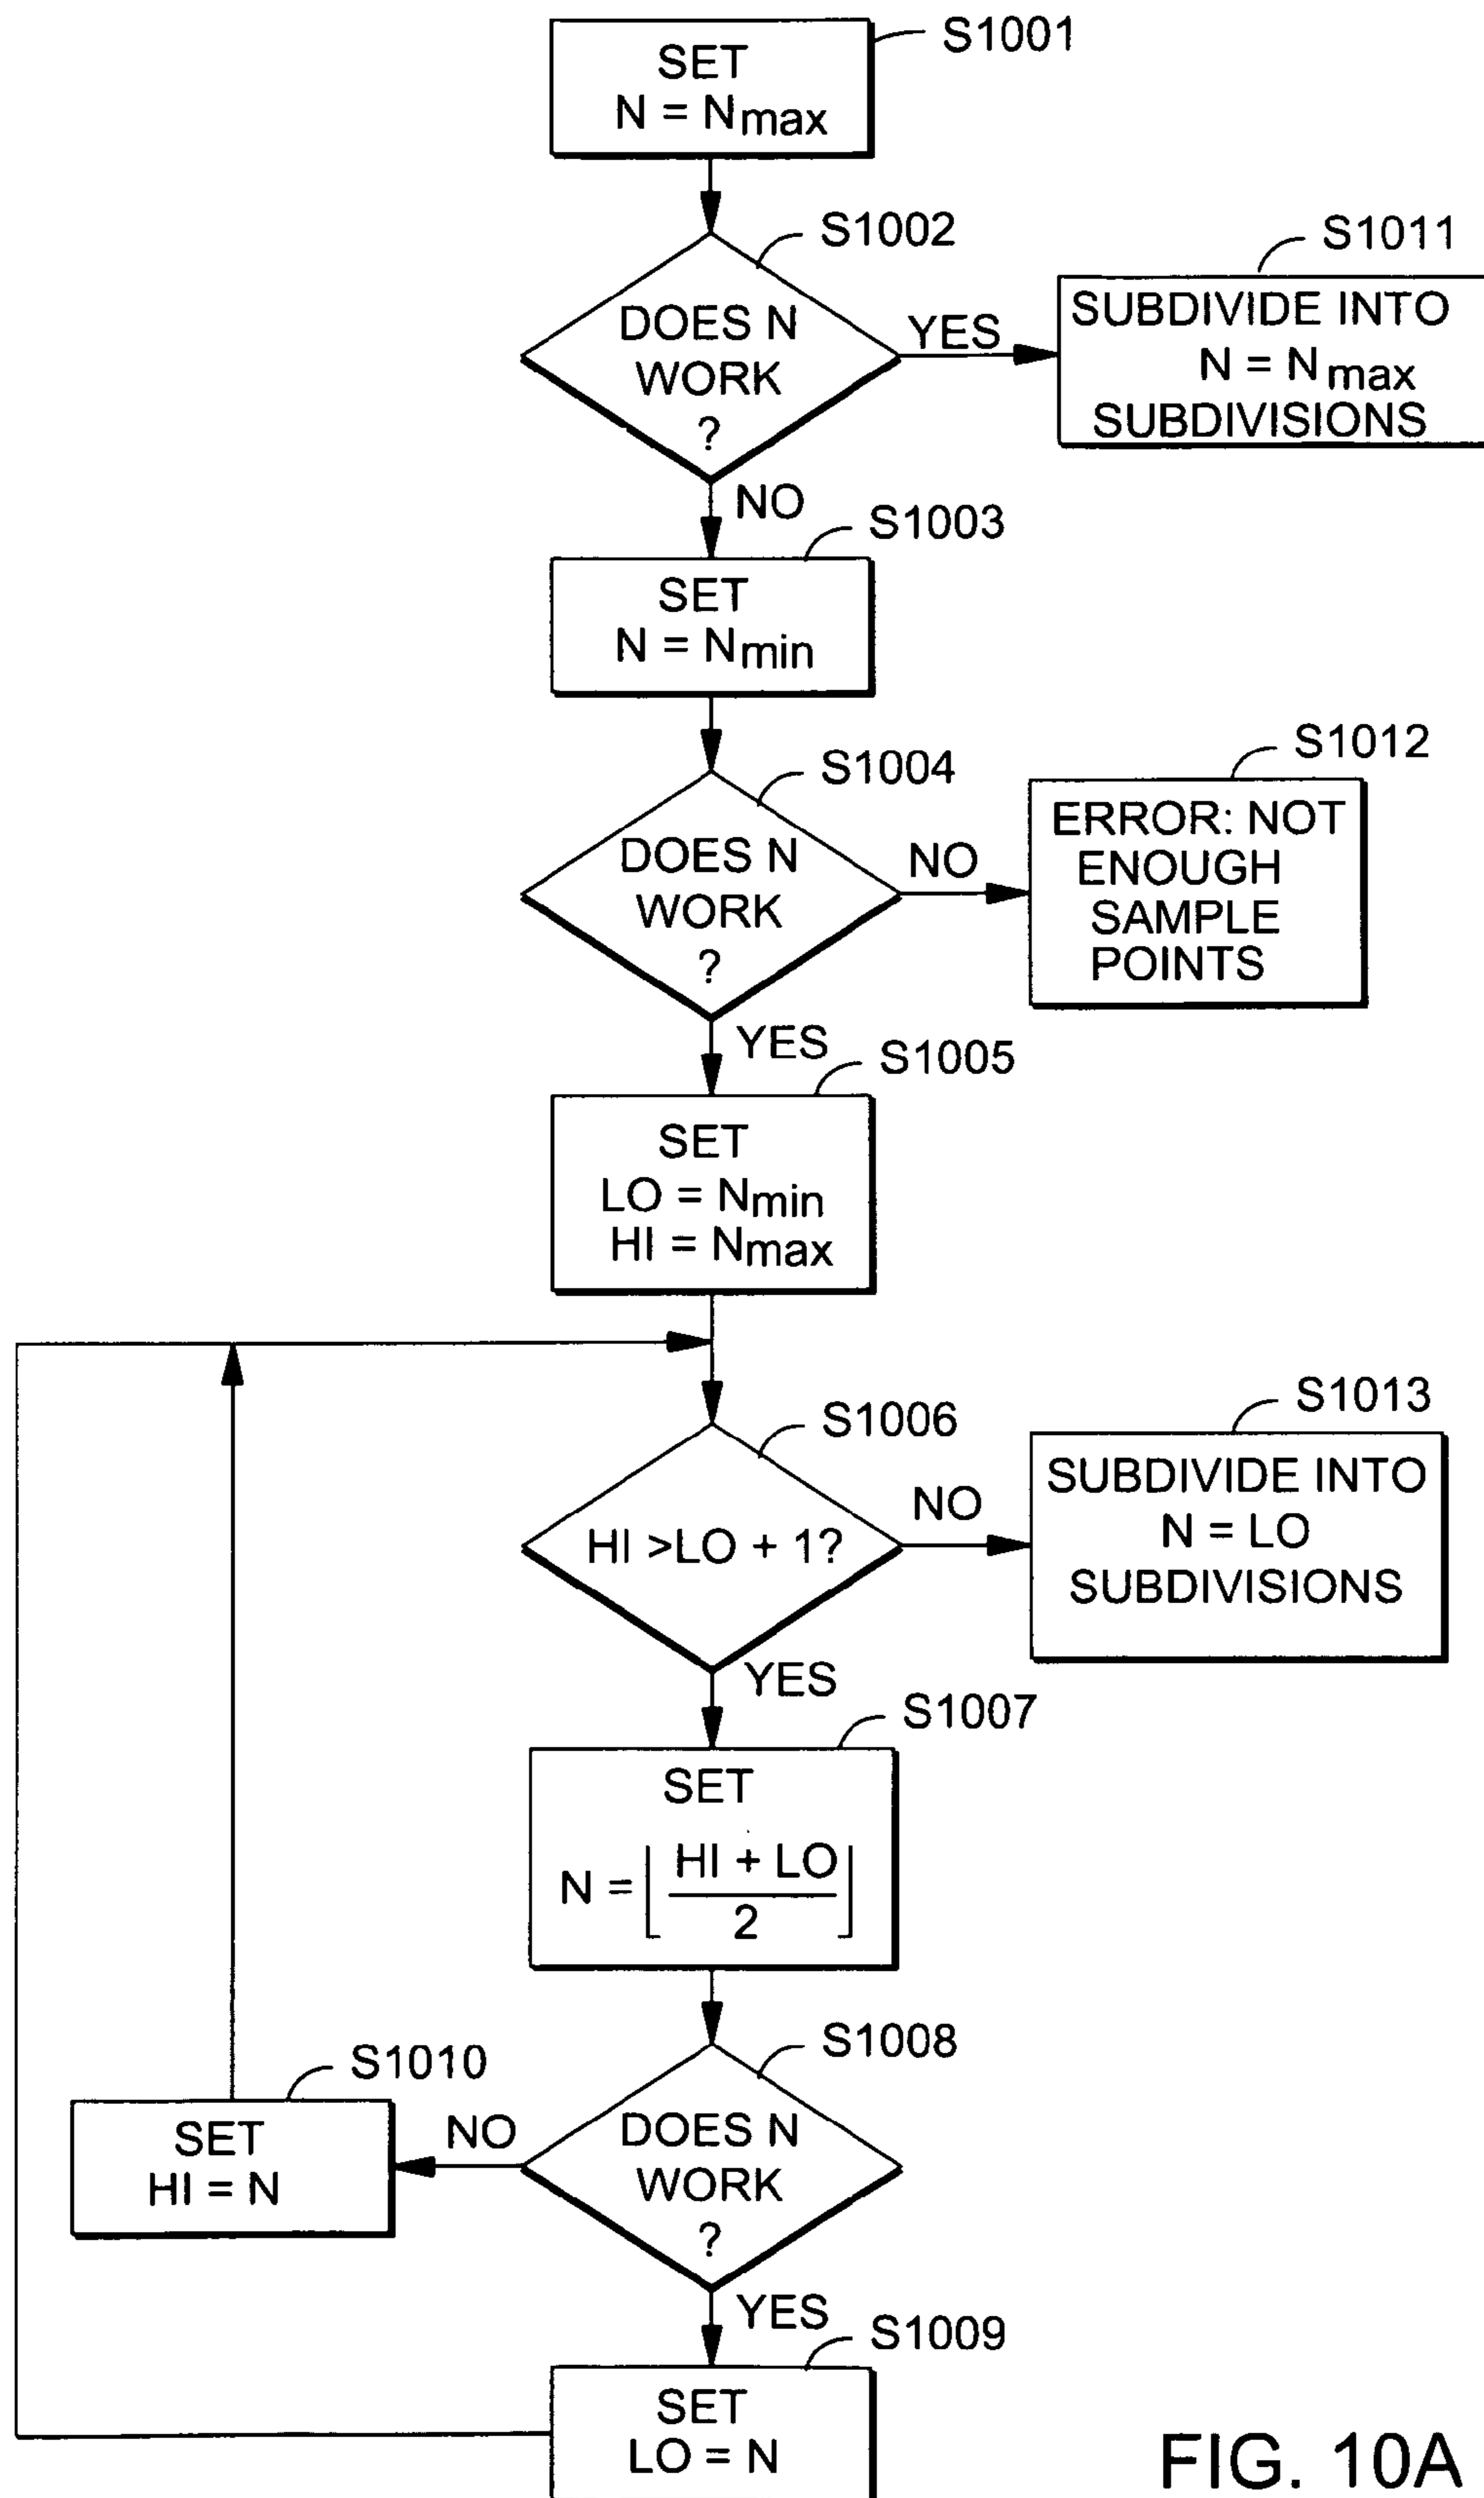 S1001
SET
N = Nmax
S1002
DOES N
WORK
?
YES
S1011
SUBDIVIDE INTO
N = Nmax
SUBDIVISIONS
NO
S1003
SET
N = Nmin
S1004
DOES N
WORK
?
NO
S1012
ERROR: NOT
ENOUGH
SAMPLE
POINTS
YES
S1005
SET
LO = Nmin
HI = Nmax
S1006
HI >LO + 1?
NO
S1013
SUBDIVIDE INTO
N = LO
SUBDIVISIONS
YES
S1007
SET
N = ⌊(HI + LO)/2⌋
S1008
DOES N
WORK
?
NO
S1010
SET
HI = N
YES
S1009
SET
LO = N
FIG. 10A